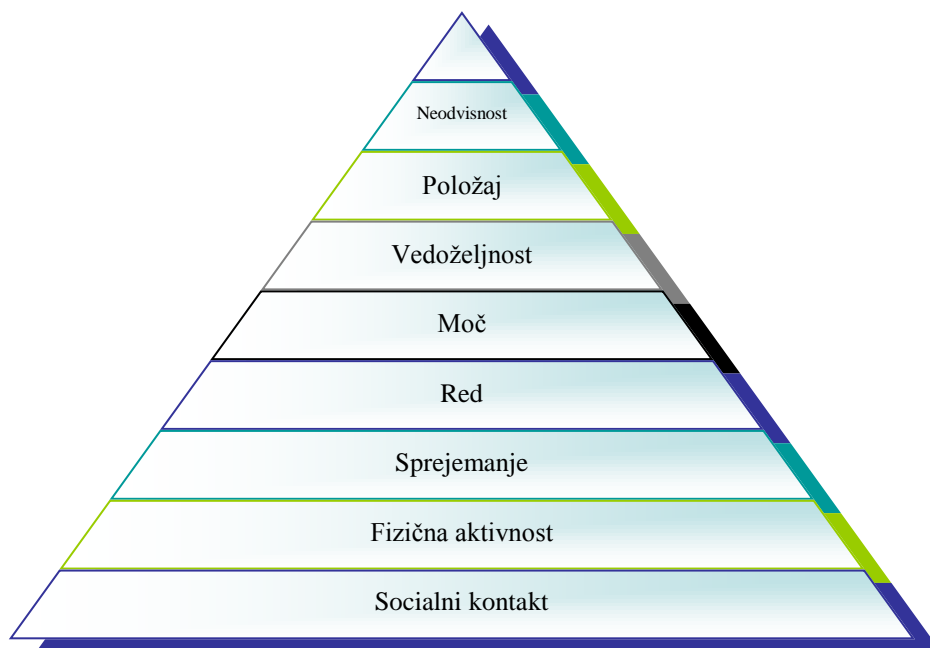 Neodvisnost
Položaj
Vedoželjnost
Moč
Red
Sprejemanje
Fizična aktivnost
Socialni kontakt